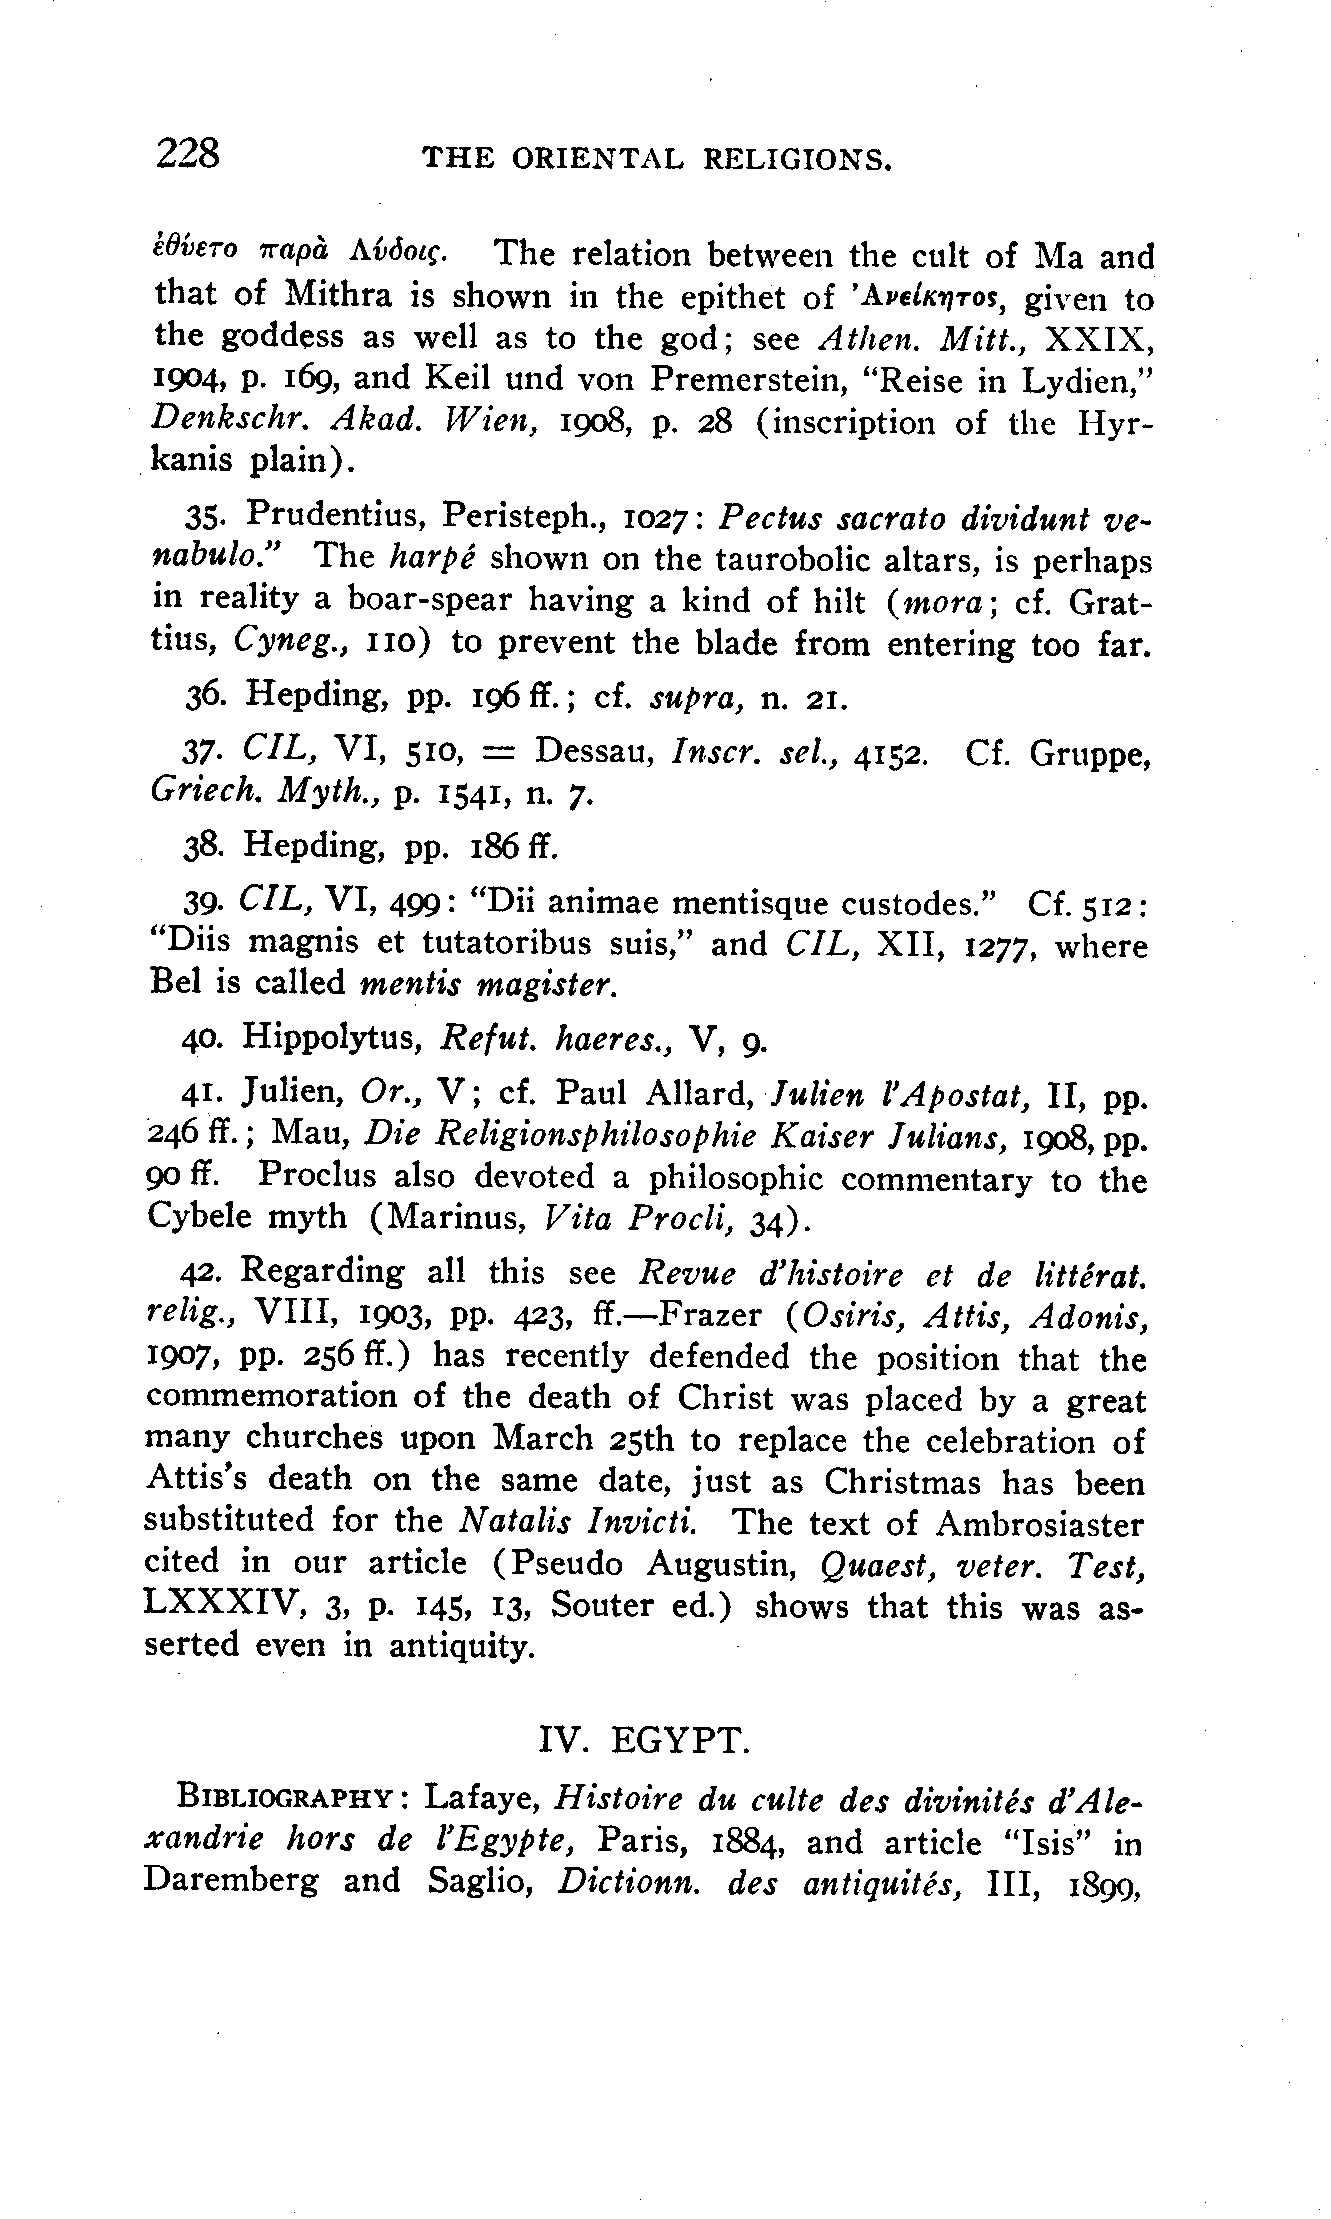 228 THE ORIENTAL RELIGIONS.
ἐθύετο παρὰ Λύδοις. The relation between the cult of Ma and
that of Mithra is shown in the epithet of Ἀνείκητος, given to
the goddess as well as to the god; see Athen. Mitt., XXIX,
1904, p. 169, and Keil und von Premerstein, “Reise in Lydien,”
Denkschr. Akad. Wien, 1908, p. 28 (inscription of the Hyr-
kanis plain).
35. Prudentius, Peristeph., 1027: Pectus sacrato dividunt ve-
nabulo.” The harpé shown on the taurobolic altars, is perhaps
in reality a boar-spear having a kind of hilt (mora; cf. Grat-
tius, Cyneg., 110) to prevent the blade from entering too far.
36. Hepding, pp. 196 ff.; cf. supra, n. 21.
37. CIL, VI, 510, = Dessau, Inscr. sel., 4152. Cf. Gruppe,
Griech. Myth., p. 1541, n. 7.
38. Hepding, pp. 186 ff.
39. CIL, VI, 499: “Dii animae mentisque custodes.” Cf. 512:
“Diis magnis et tutatoribus suis,” and CIL, XII, 1277, where
Bel is called mentis magister.
40. Hippolytus, Refut. haeres., V, 9.
41. Julien, Or., V; cf. Paul Allard, Julien l’Apostat, II, pp.
246 ff.; Mau, Die Religionsphilosophie Kaiser Julians, 1908, pp.
90 ff. Proclus also devoted a philosophic commentary to the
Cybele myth (Marinus, Vita Procli, 34).
42. Regarding all this see Revue d’histoire et de littérat.
relig., VIII, 1903, pp. 423, ff.—Frazer (Osiris, Attis, Adonis,
1907, pp. 256 ff.) has recently defended the position that the
commemoration of the death of Christ was placed by a great
many churches upon March 25th to replace the celebration of
Attis’s death on the same date, just as Christmas has been
substituted for the Natalis Invicti. The text of Ambrosiaster
cited in our article (Pseudo Augustin, Quaest, veter. Test,
LXXXIV, 3, p. 145, 13, Souter ed.) shows that this was as-
serted even in antiquity.
IV. EGYPT.
BIBLIOGRAPHY: Lafaye, Histoire du culte des divinités d’Ale-
xandrie hors de l’Egypte, Paris, 1884, and article “Isis” in
Daremberg and Saglio, Dictionn. des antiquités, III, 1899,